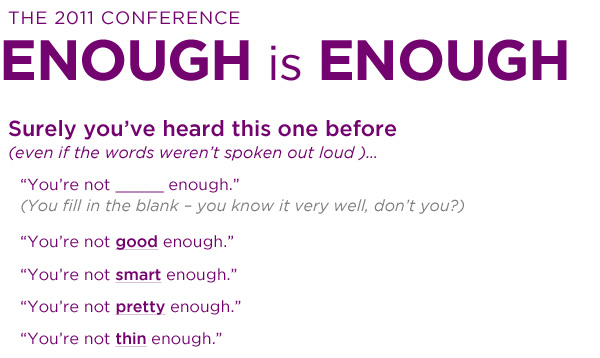 THE 2011 CONFERENCE
ENOUGH is ENOUGH
Surely you’ve heard this one before
(even if the words weren’t spoken out loud )...
“You’re not _____ enough.”
(You fill in the blank – you know it very well, don’t you?)
“You’re not good enough.”
“You’re not smart enough.”
“You’re not pretty enough.”
“You’re not thin enough.”